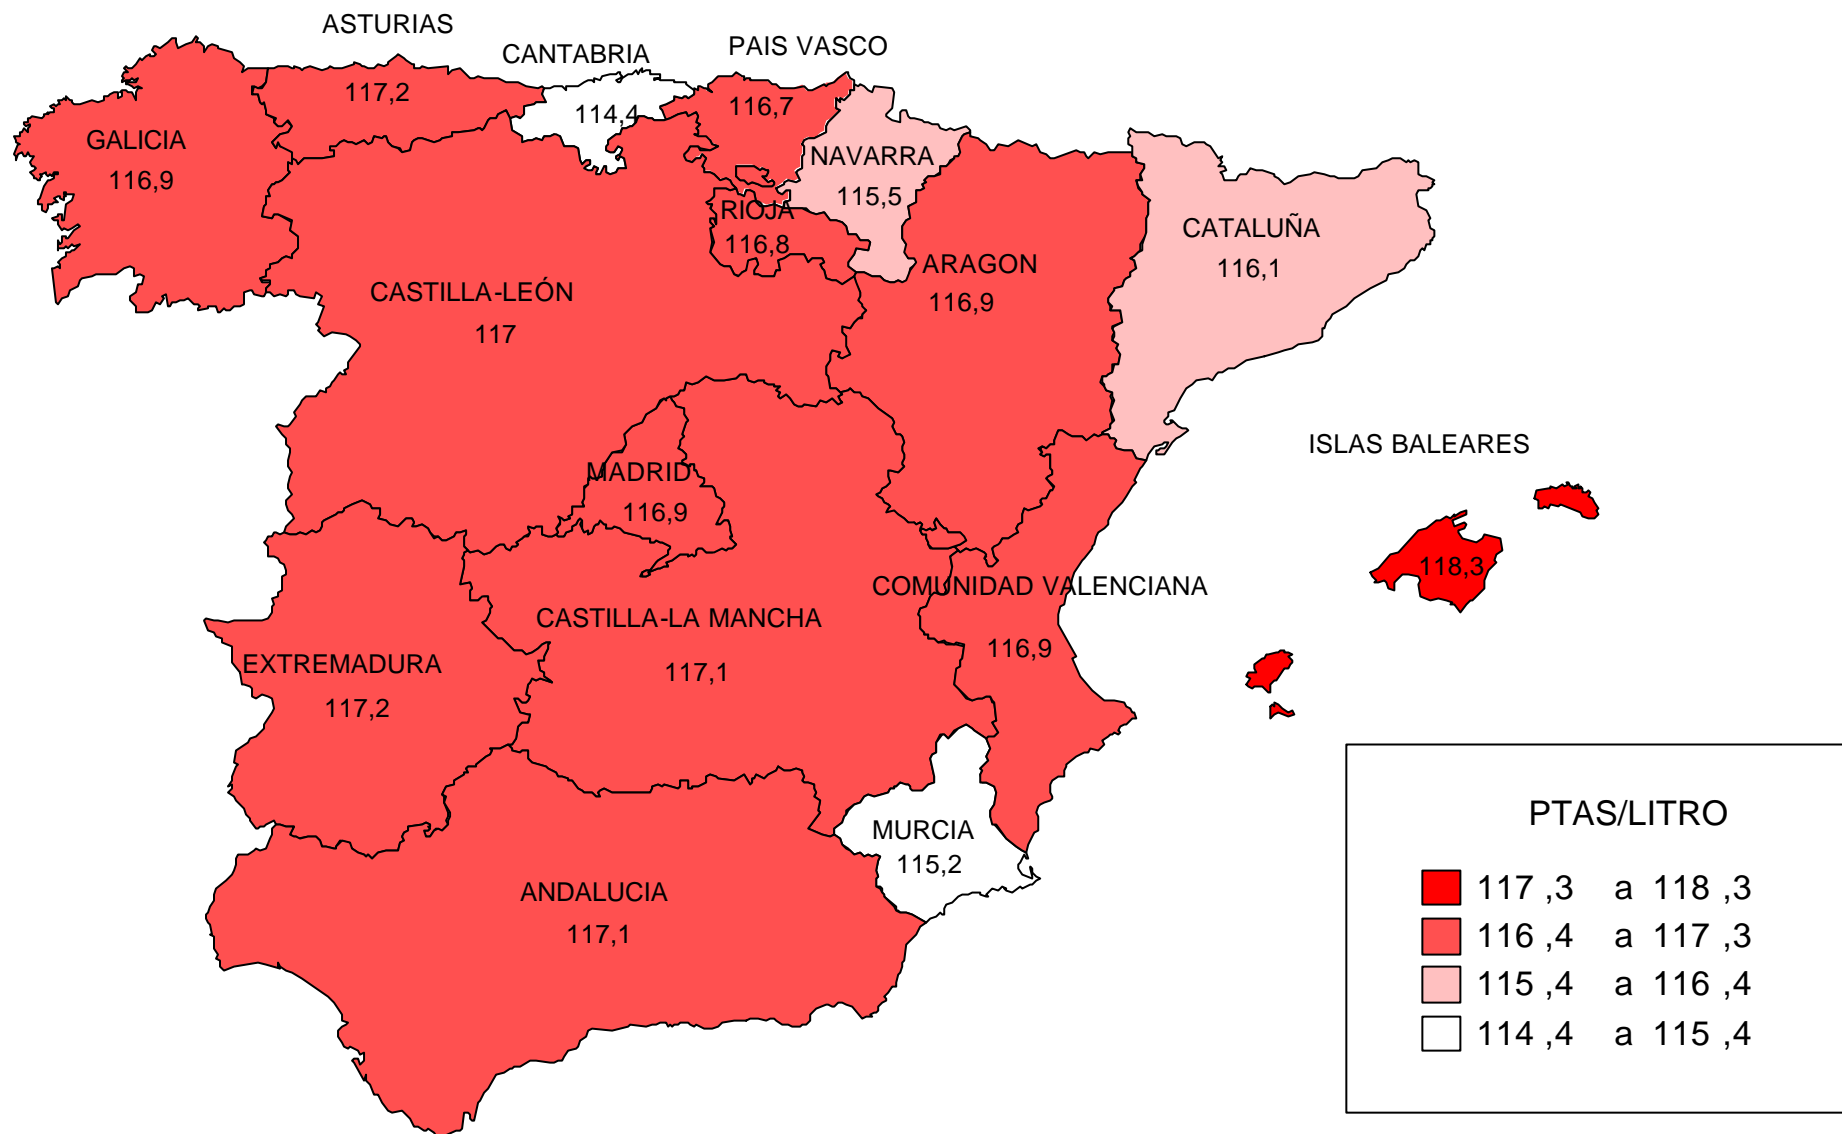 ASTURIAS
117,2
CANTABRIA
114,4
PAIS VASCO
116,7
GALICIA
116,9
NAVARRA
115,5
RIOJA
116,8
CATALUÑA
116,1
ARAGON
116,9
CASTILLA-LEÓN
117
ISLAS BALEARES
118,3
MADRID
116,9
COMUNIDAD VALENCIANA
116,9
CASTILLA-LA MANCHA
117,1
EXTREMADURA
117,2
MURCIA
115,2
ANDALUCIA
117,1
PTAS/LITRO
117 ,3 a 118 ,3
116 ,4 a 117 ,3
115 ,4 a 116 ,4
114 ,4 a 115 ,4